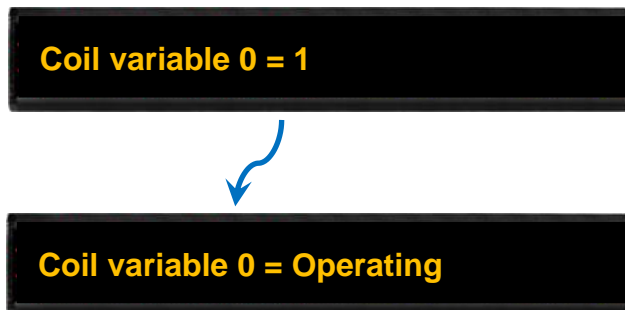 Coil variable 0 = 1
Coil variable 0 = Operating